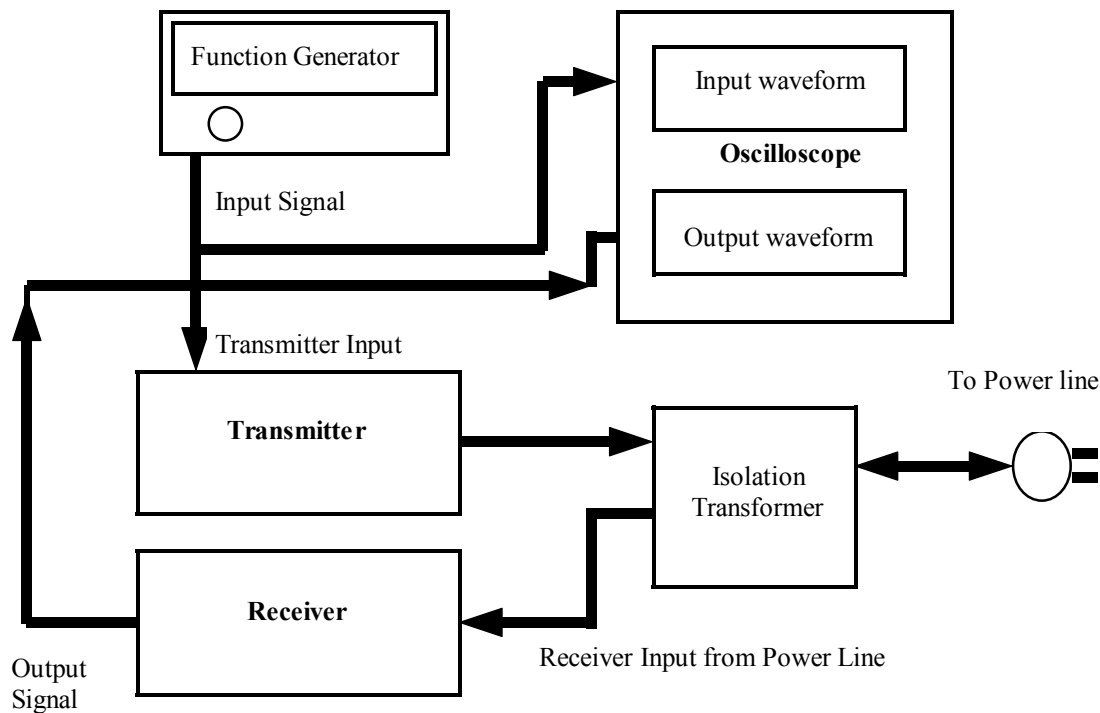 Function Generator
Input waveform
Oscilloscope
Input Signal
Output waveform
Transmitter Input
To Power line
Transmitter
Isolation
Transformer
Receiver
Receiver Input from Power Line
Output
Signal